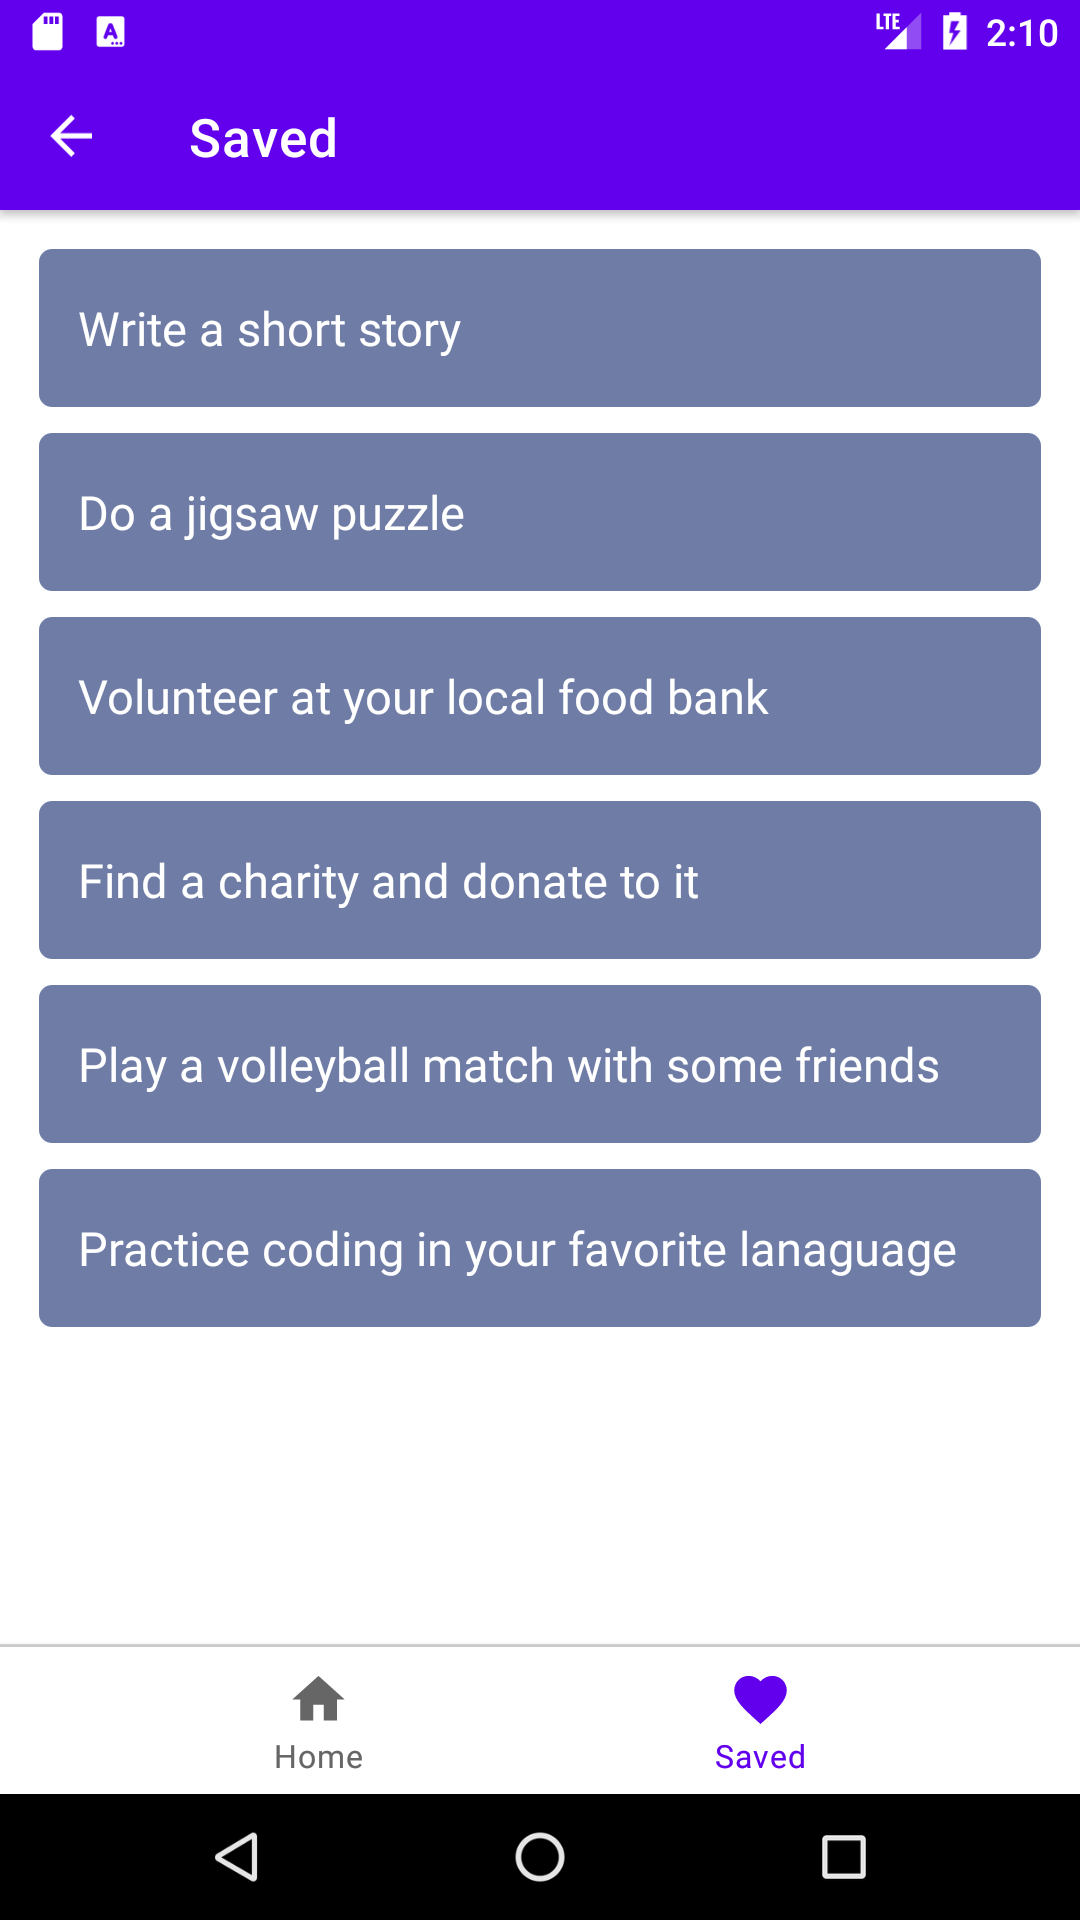 LTE 2:10
Saved
Write a short story
Do a jigsaw puzzle
Volunteer at your local food bank
Find a charity and donate to it
Play a volleyball match with some friends
Practice coding in your favorite lanaguage
Home Saved